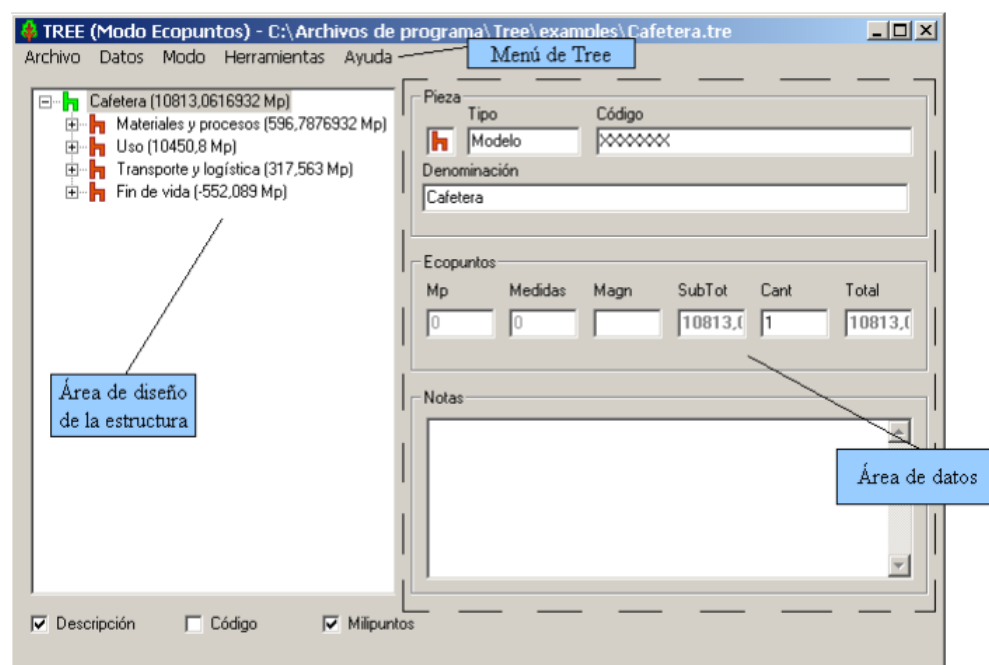 TREE (Modo Ecopuntos) - C:\Archivos de programa\Tree\examples\Cafetera.tre
Archivo Datos Modo Herramientas Ayuda
Menú de Tree
Cafetera (10813,0616932 Mp)
Materiales y procesos (596,7876932 Mp)
Uso (10450,8 Mp)
Transporte y logística (317,563 Mp)
Fin de vida (-552,089 Mp)
Área de diseño
de la estructura
Pieza
Tipo Código
Modelo XXXXXXX
Denominación
Cafetera
Ecopuntos
Mp Medidas Magn SubTot Cant Total
0 0 10813,0 1 10813,0
Notas
Área de datos
Descripción Código Milipuntos